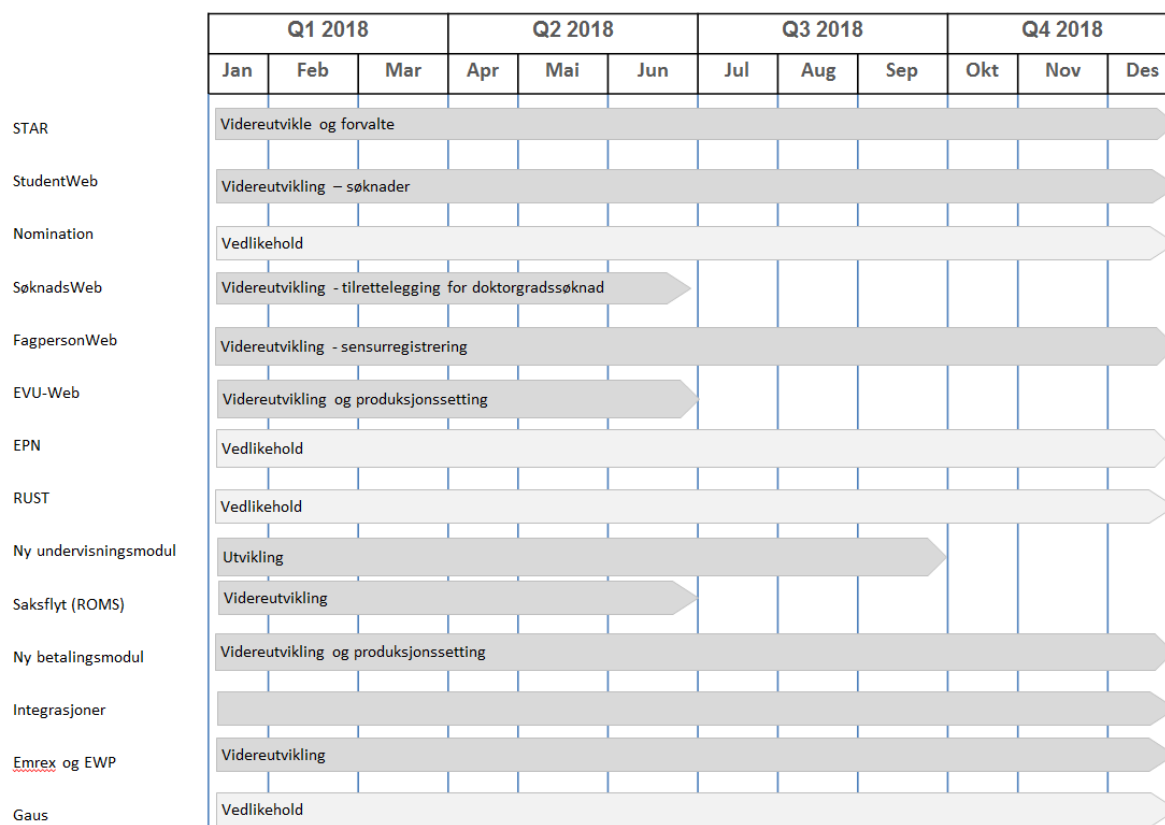 Q1 2018 Q2 2018 Q3 2018 Q4 2018
Jan Feb Mar Apr Mai Jun Jul Aug Sep Okt Nov Des
STAR Videreutvikle og forvalte
StudentWeb Videreutvikling – søknader
Nomination Vedlikehold
SøknadsWeb Videreutvikling - tilrettelegging for doktorgradssøknad
FagpersonWeb Videreutvikling - sensurregistrering
EVU-Web Videreutvikling og produksjonssetting
EPN Vedlikehold
RUST Vedlikehold
Ny undervisningsmodul Utvikling
Saksflyt (ROMS) Videreutvikling
Ny betalingsmodul Videreutvikling og produksjonssetting
Integrasjoner
Emrex og EWP Videreutvikling
Gaus Vedlikehold